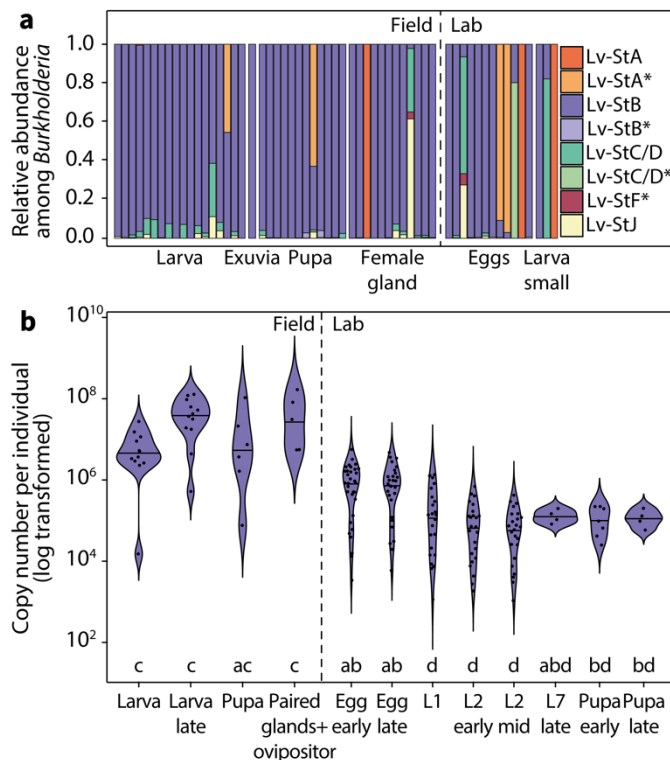 a
Field
Lab
Relative abundance
among Burkholderia
1.0
0.8
0.6
0.4
0.2
0.0
Lv-StA
Lv-StA*
Lv-StB
Lv-StB*
Lv-StC/D
Lv-StC/D*
Lv-StF*
Lv-StJ
Larva
Exuvia
Pupa
Female
gland
Eggs
Larva
small
b
Field
Lab
Copy number per individual
(log transformed)
10^10
10^8
10^6
10^4
10^2
c c ac c ab ab d d d abd bd bd
Larva
Larva
late
Pupa
Paired
glands+
ovipositor
Egg
early
Egg
late
L1
L2
early
L2
mid
L7
late
Pupa
early
Pupa
late